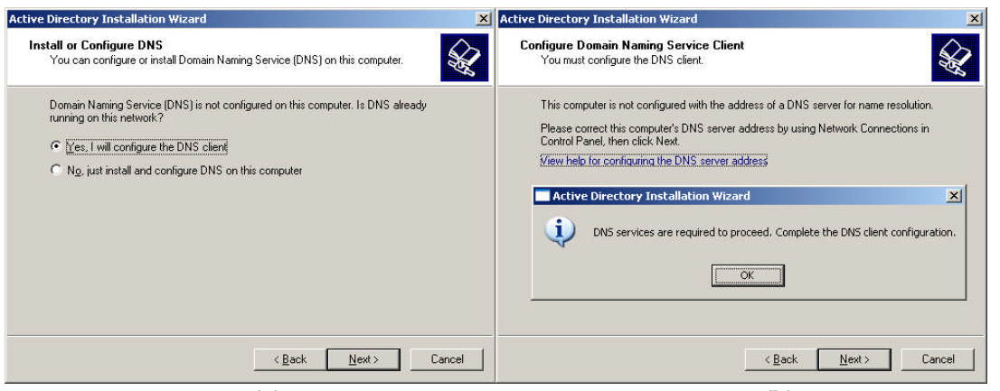 Active Directory Installation Wizard
Install or Configure DNS
You can configure or install Domain Naming Service (DNS) on this computer.
Domain Naming Service (DNS) is not configured on this computer. Is DNS already
running on this network?
Yes, I will configure the DNS client
No, just install and configure DNS on this computer
< Back
Next >
Cancel
Active Directory Installation Wizard
Configure Domain Naming Service Client
You must configure the DNS client.
This computer is not configured with the address of a DNS server for name resolution.
Please correct this computer's DNS server address by using Network Connections in
Control Panel, then click Next.
View help for configuring the DNS server address
Active Directory Installation Wizard
DNS services are required to proceed. Complete the DNS client configuration.
OK
< Back
Next >
Cancel